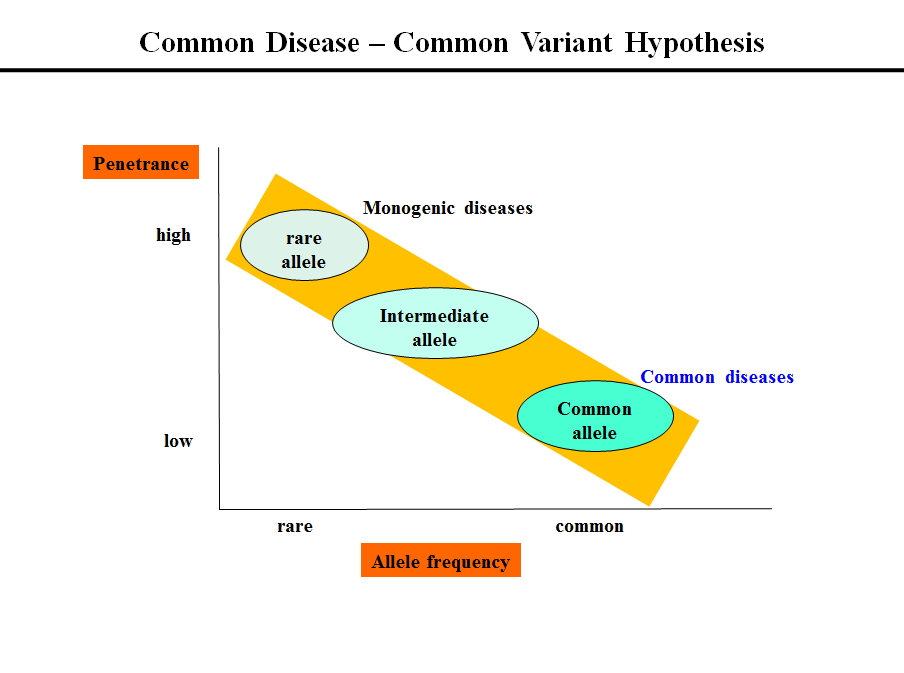 Common Disease – Common Variant Hypothesis
Penetrance
Monogenic diseases
high
rare
allele
Intermediate
allele
Common diseases
Common
allele
low
rare
common
Allele frequency